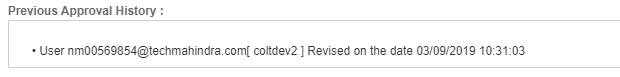 Previous Approval History :
• User nm00569854@techmahindra.com[ coltdev2 ] Revised on the date 03/09/2019 10:31:03